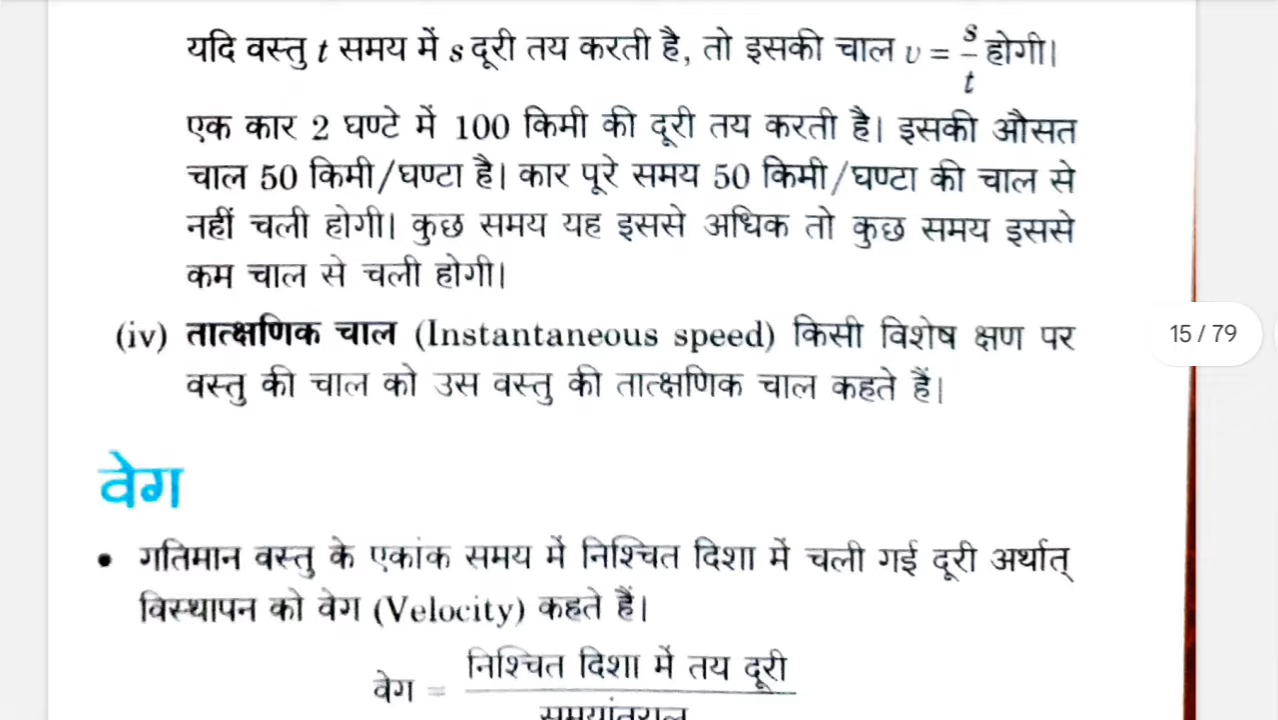 यदि वस्तु t समय में s दूरी तय करती है, तो इसकी चाल v = s/t होगी।
एक कार 2 घण्टे में 100 किमी की दूरी तय करती है। इसकी औसत
चाल 50 किमी/घण्टा है। कार पूरे समय 50 किमी/घण्टा की चाल से
नहीं चली होगी। कुछ समय यह इससे अधिक तो कुछ समय इससे
कम चाल से चली होगी।
(iv) तात्क्षणिक चाल (Instantaneous speed) किसी विशेष क्षण पर
वस्तु की चाल को उस वस्तु की तात्क्षणिक चाल कहते हैं।
15 / 79
वेग
• गतिमान वस्तु के एकांक समय में निश्चित दिशा में चली गई दूरी अर्थात्
विस्थापन को वेग (Velocity) कहते हैं।
वेग = निश्चित दिशा में तय दूरी
समयांतराल